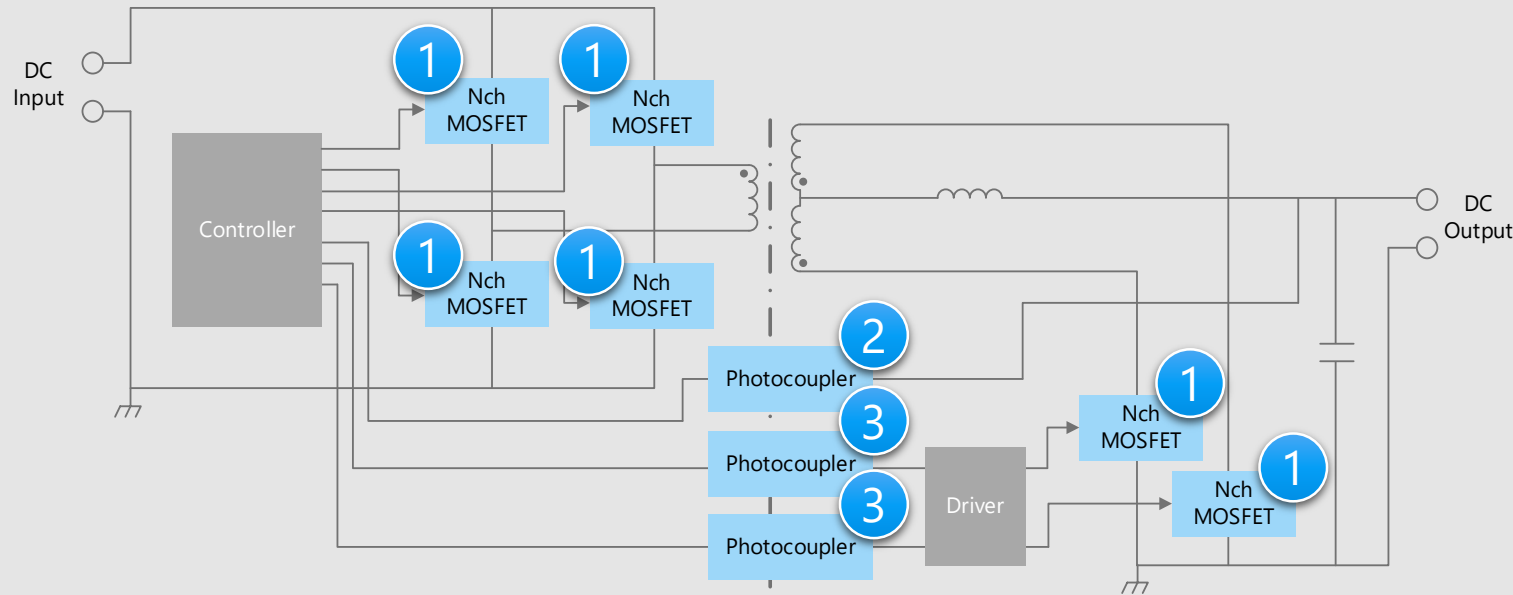 1
1
DC
Input
Nch
MOSFET
Nch
MOSFET
Controller
1
1
Nch
MOSFET
Nch
MOSFET
DC
Output
2
Photocoupler
3
Photocoupler
3
Photocoupler
Driver
1
Nch
MOSFET
1
Nch
MOSFET